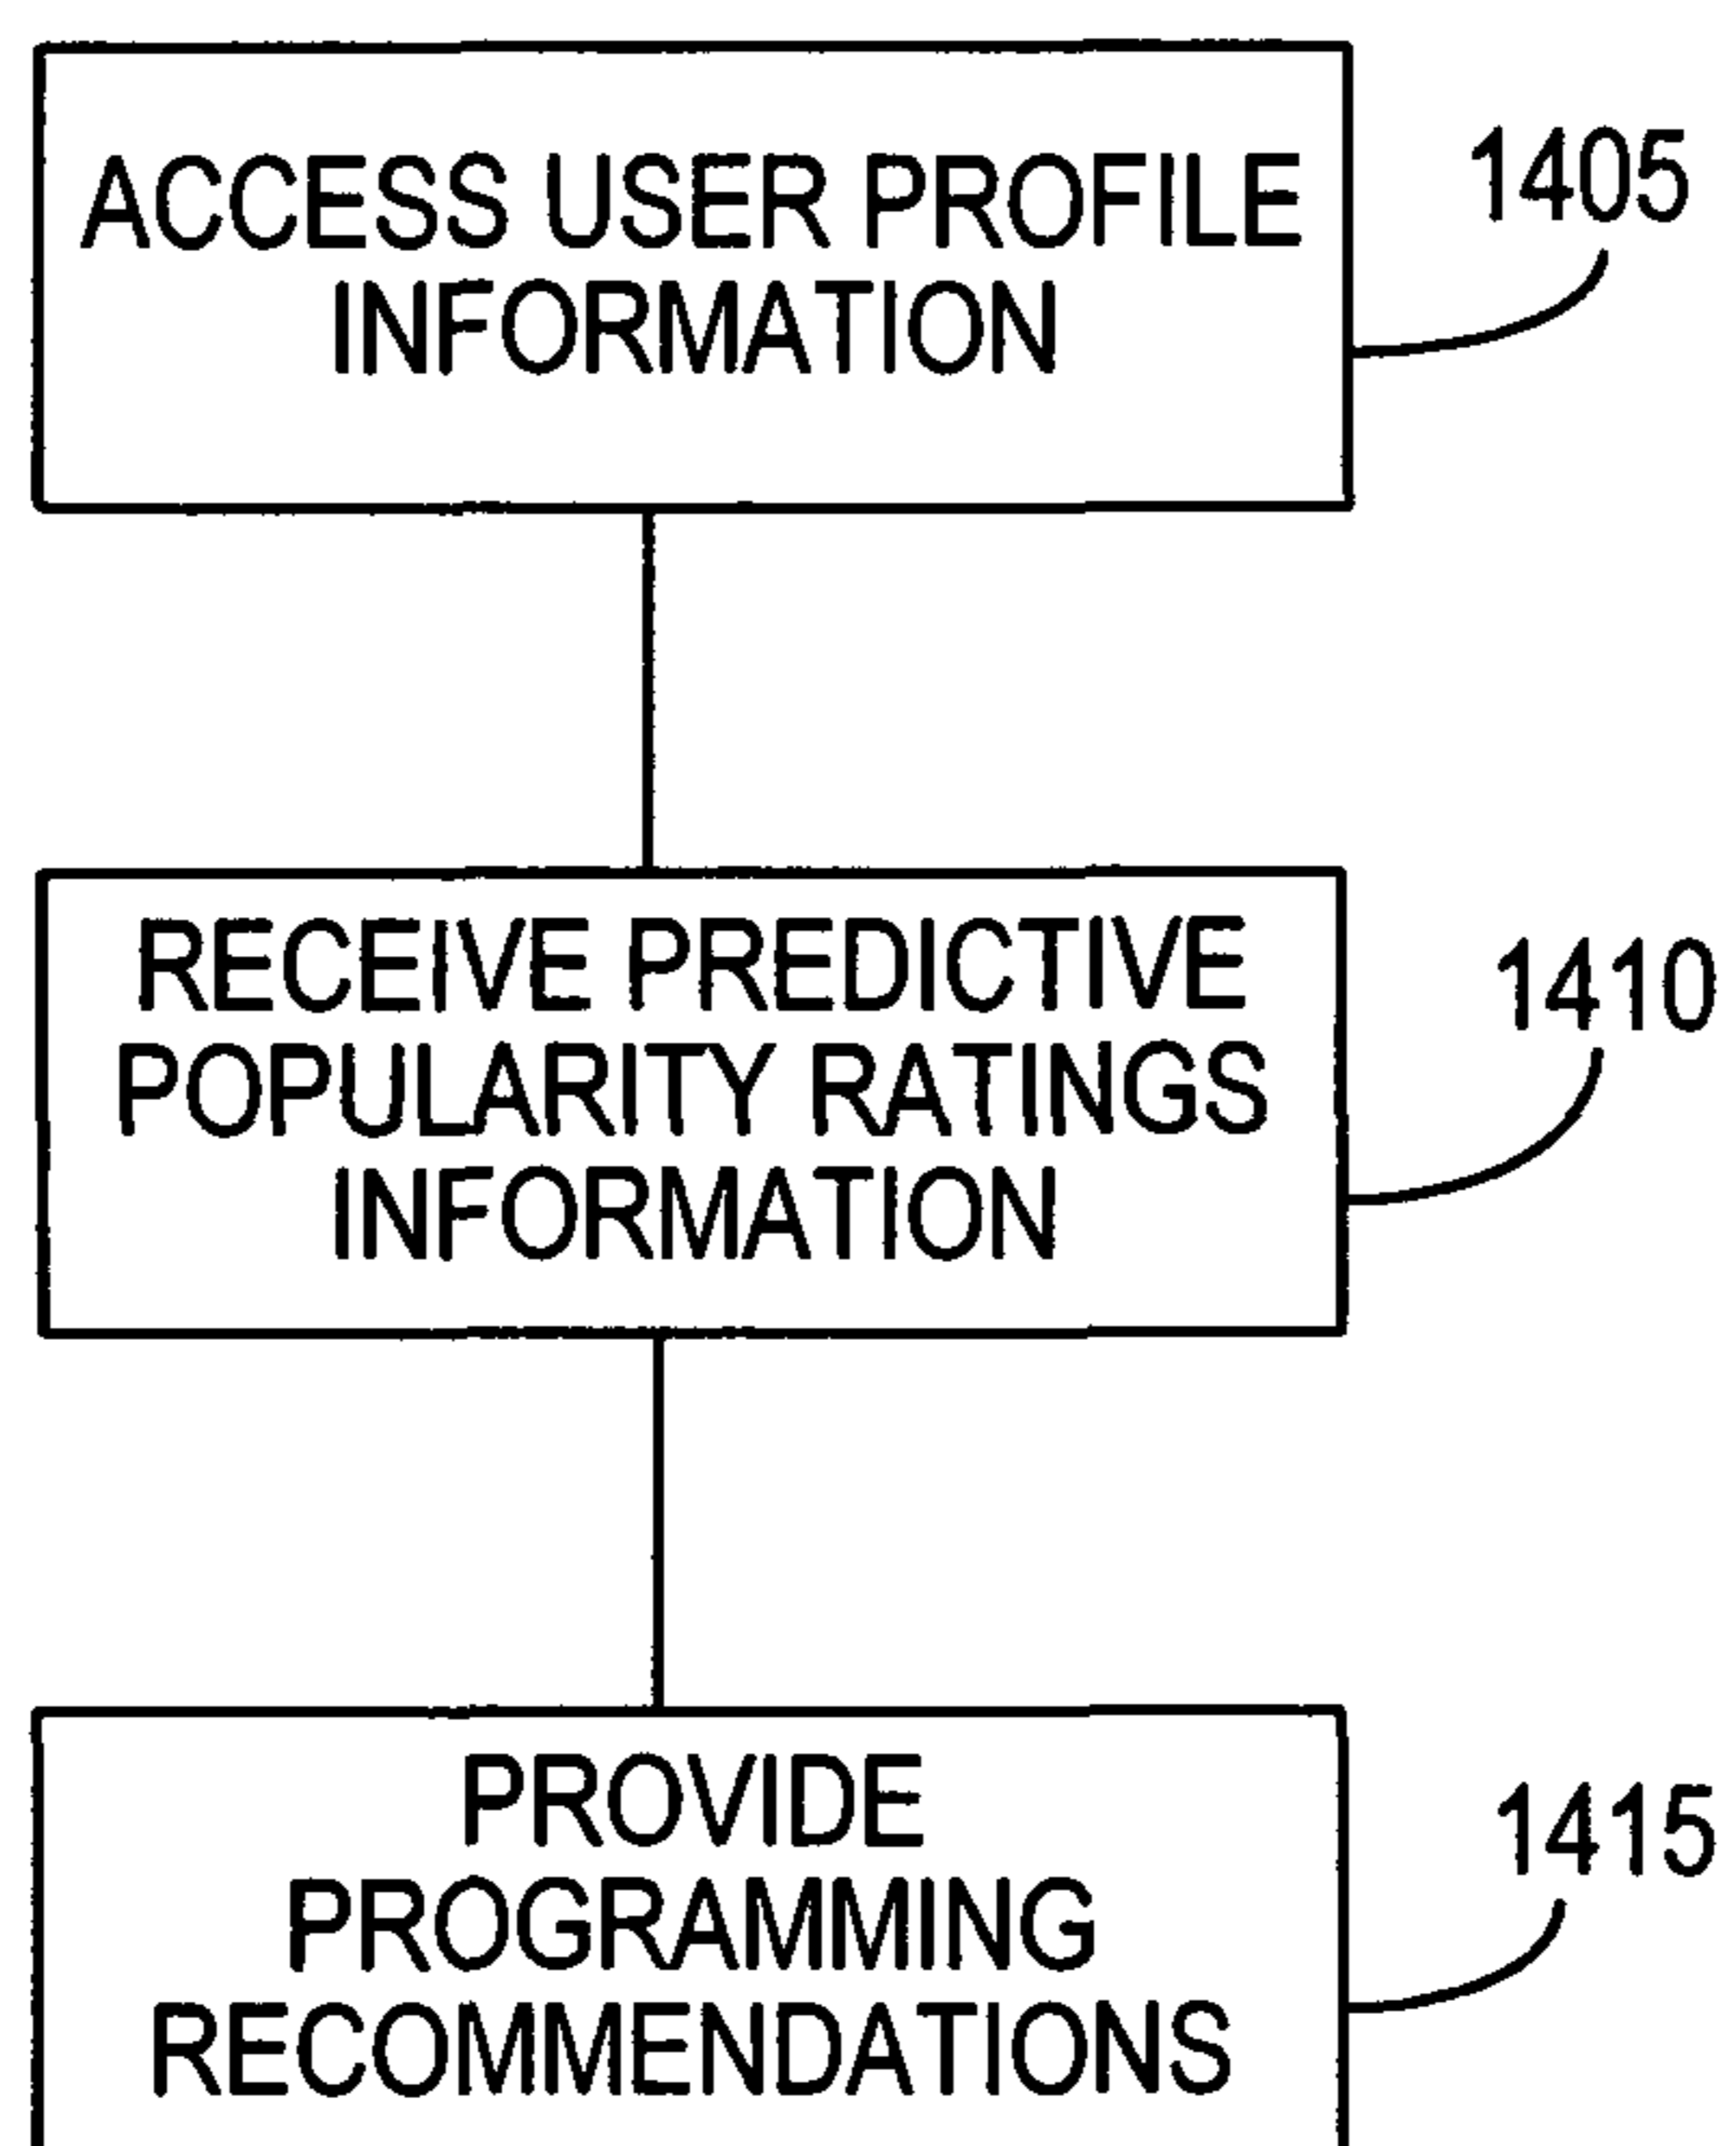 ACCESS USER PROFILE
INFORMATION
1405
RECEIVE PREDICTIVE
POPULARITY RATINGS
INFORMATION
1410
PROVIDE
PROGRAMMING
RECOMMENDATIONS
1415